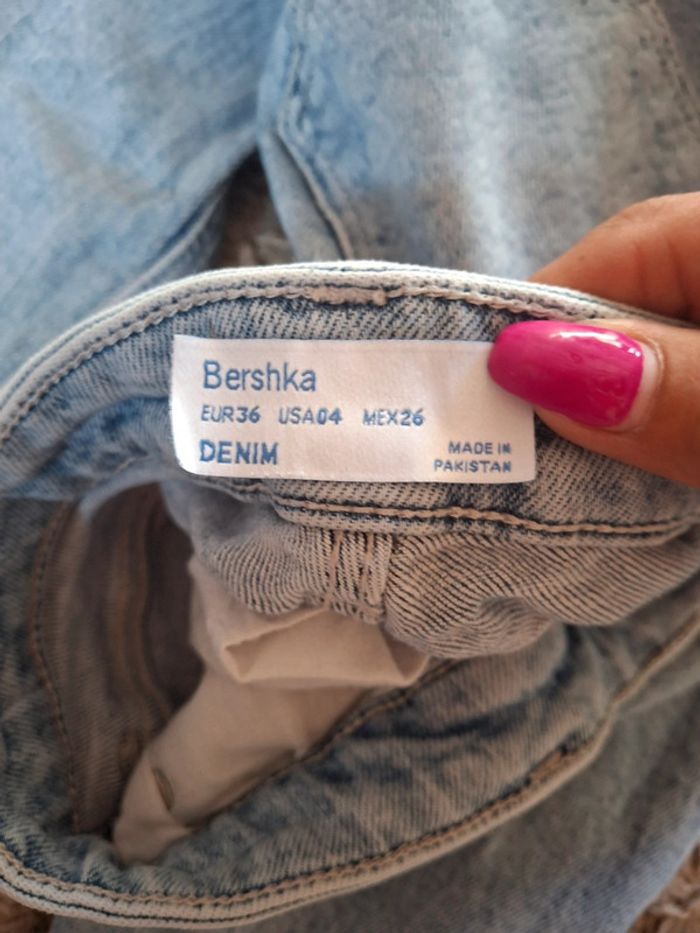 Bershka
EUR36 USA04 MEX26
DENIM
MADE IN
PAKISTAN